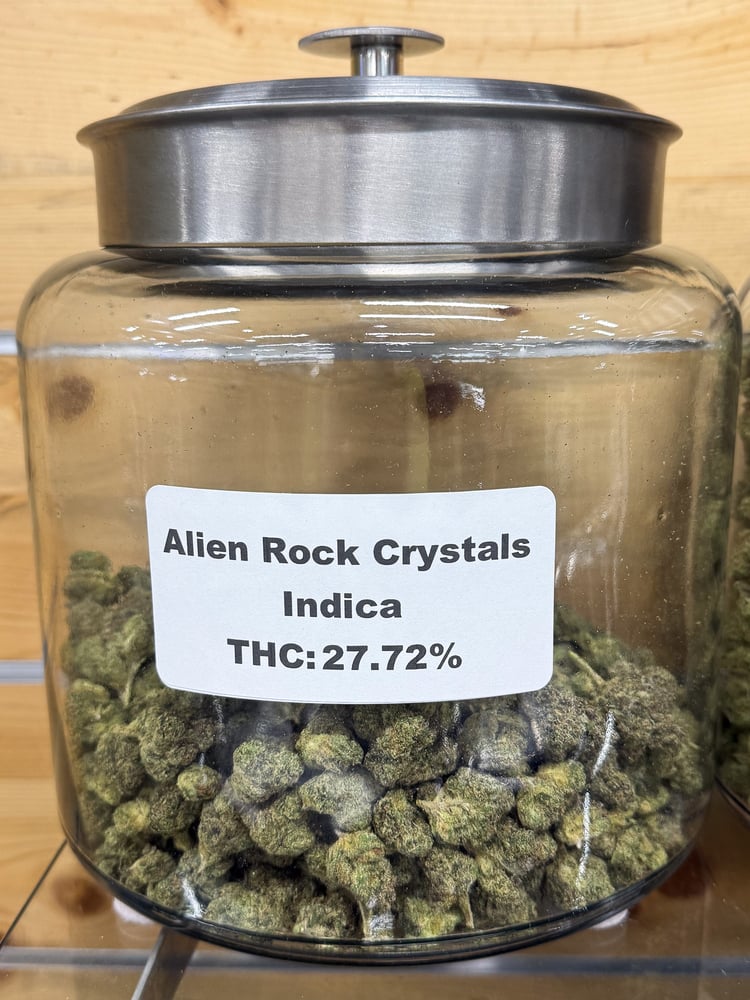 Alien Rock Crystals
Indica
THC: 27.72%